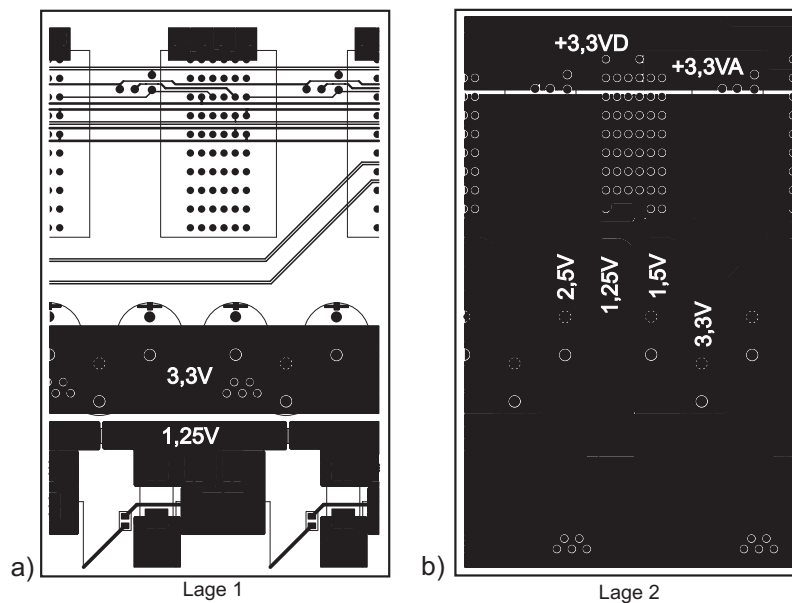 +3,3VD
+3,3VA
2,5V
1,25V
1,5V
3,3V
3,3V
1,25V
a)
Lage 1
b)
Lage 2